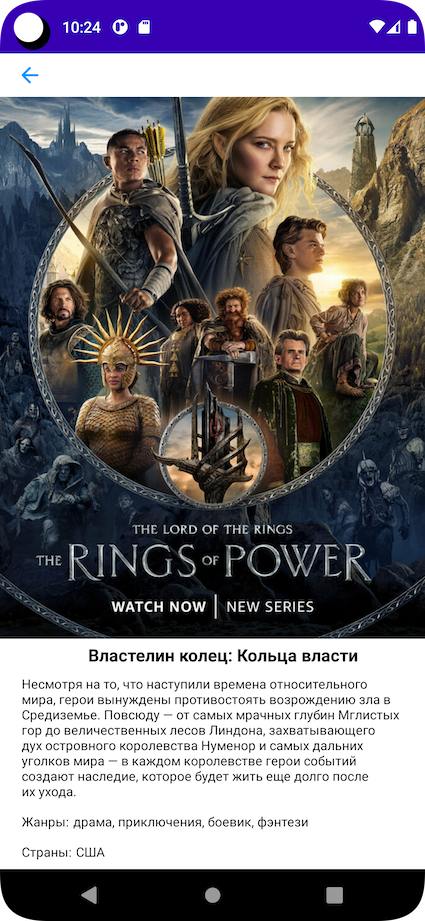 10:24
THE LORD OF THE RINGS
THE RINGS OF POWER
WATCH NOW | NEW SERIES
Властелин колец: Кольца власти
Несмотря на то, что наступили времена относительного
мира, герои вынуждены противостоять возрождению зла в
Средиземье. Повсюду — от самых мрачных глубин Мглистых
гор до величественных лесов Линдона, захватывающего
дух островного королевства Нуменор и самых дальних
уголков мира — в каждом королевстве герои событий
создают наследие, которое будет жить еще долго после
их ухода.
Жанры: драма, приключения, боевик, фэнтези
Страны: США